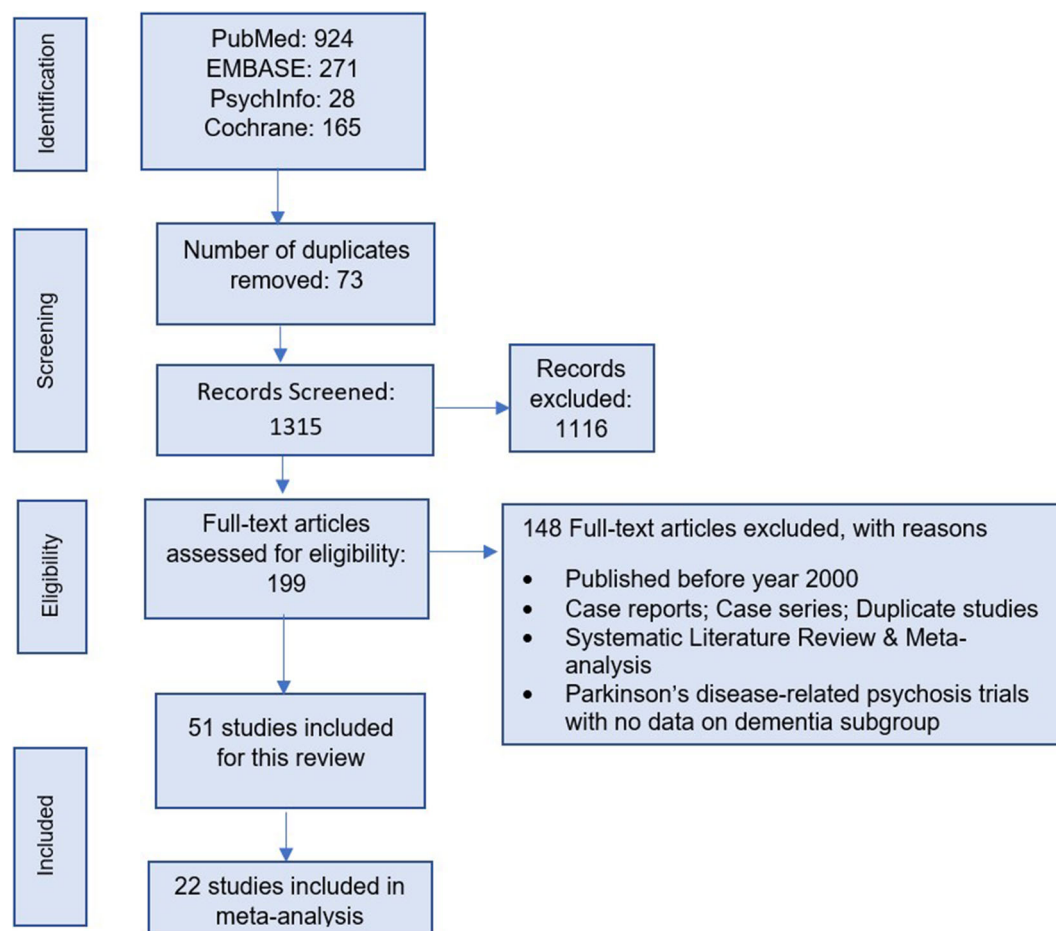 Identification
PubMed: 924
EMBASE: 271
PsychInfo: 28
Cochrane: 165
Screening
Number of duplicates
removed: 73
Records Screened:
1315
Records
excluded:
1116
Eligibility
Full-text articles
assessed for eligibility:
199
148 Full-text articles excluded, with reasons
• Published before year 2000
• Case reports; Case series; Duplicate studies
• Systematic Literature Review & Meta-
analysis
• Parkinson’s disease-related psychosis trials
with no data on dementia subgroup
Included
51 studies included
for this review
22 studies included in
meta-analysis